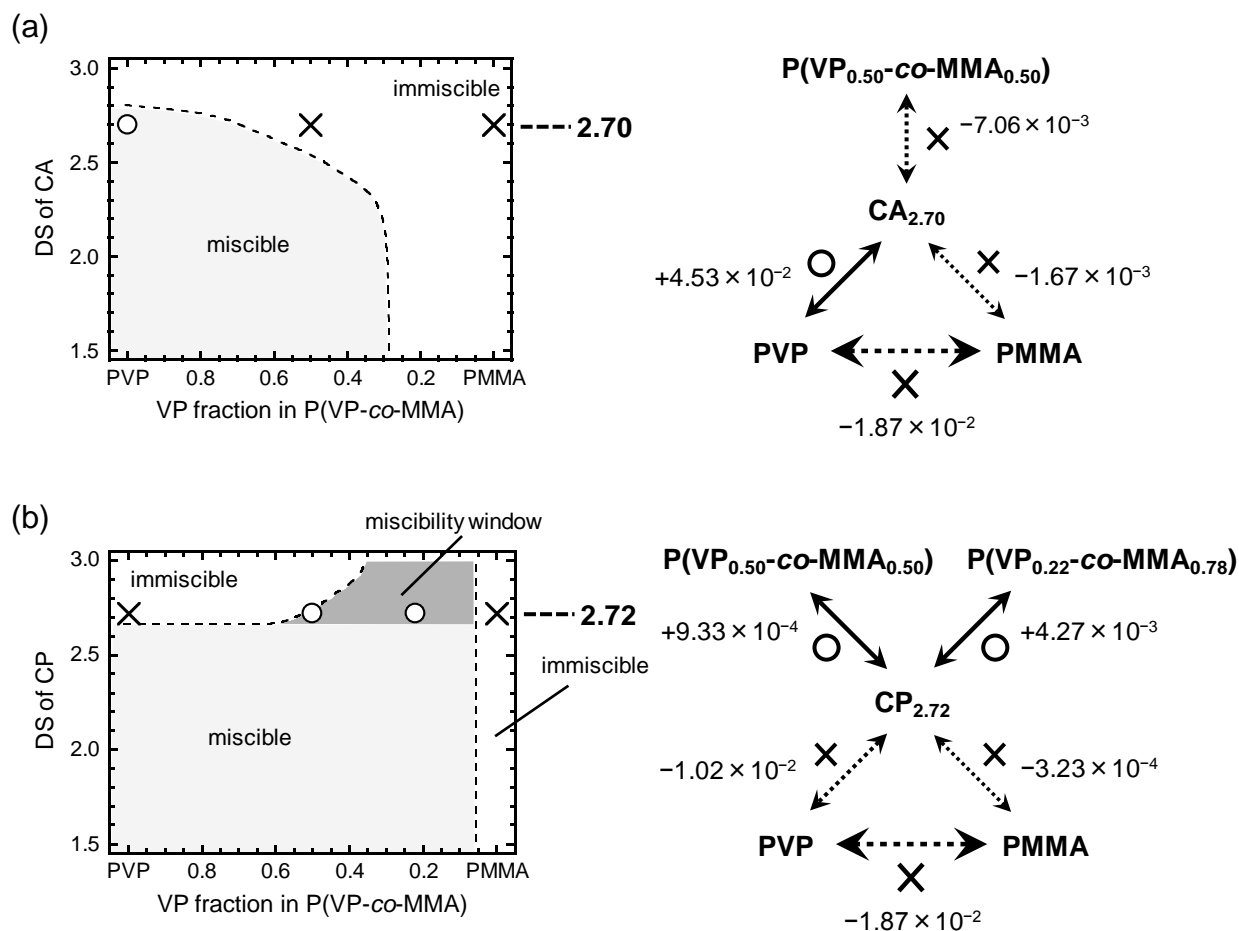 (a)
3.0
2.5
2.0
1.5
DS of CA
immiscible
miscible
2.70
PVP 0.8 0.6 0.4 0.2 PMMA
VP fraction in P(VP-co-MMA)
P(VP0.50-co-MMA0.50)
−7.06 × 10−3
CA2.70
+4.53 × 10−2
−1.67 × 10−3
PVP PMMA
−1.87 × 10−2
(b)
miscibility window
3.0
2.5
2.0
1.5
DS of CP
immiscible
2.72
immiscible
miscible
PVP 0.8 0.6 0.4 0.2 PMMA
VP fraction in P(VP-co-MMA)
P(VP0.50-co-MMA0.50) P(VP0.22-co-MMA0.78)
+9.33 × 10−4 +4.27 × 10−3
CP2.72
−1.02 × 10−2 −3.23 × 10−4
PVP PMMA
−1.87 × 10−2